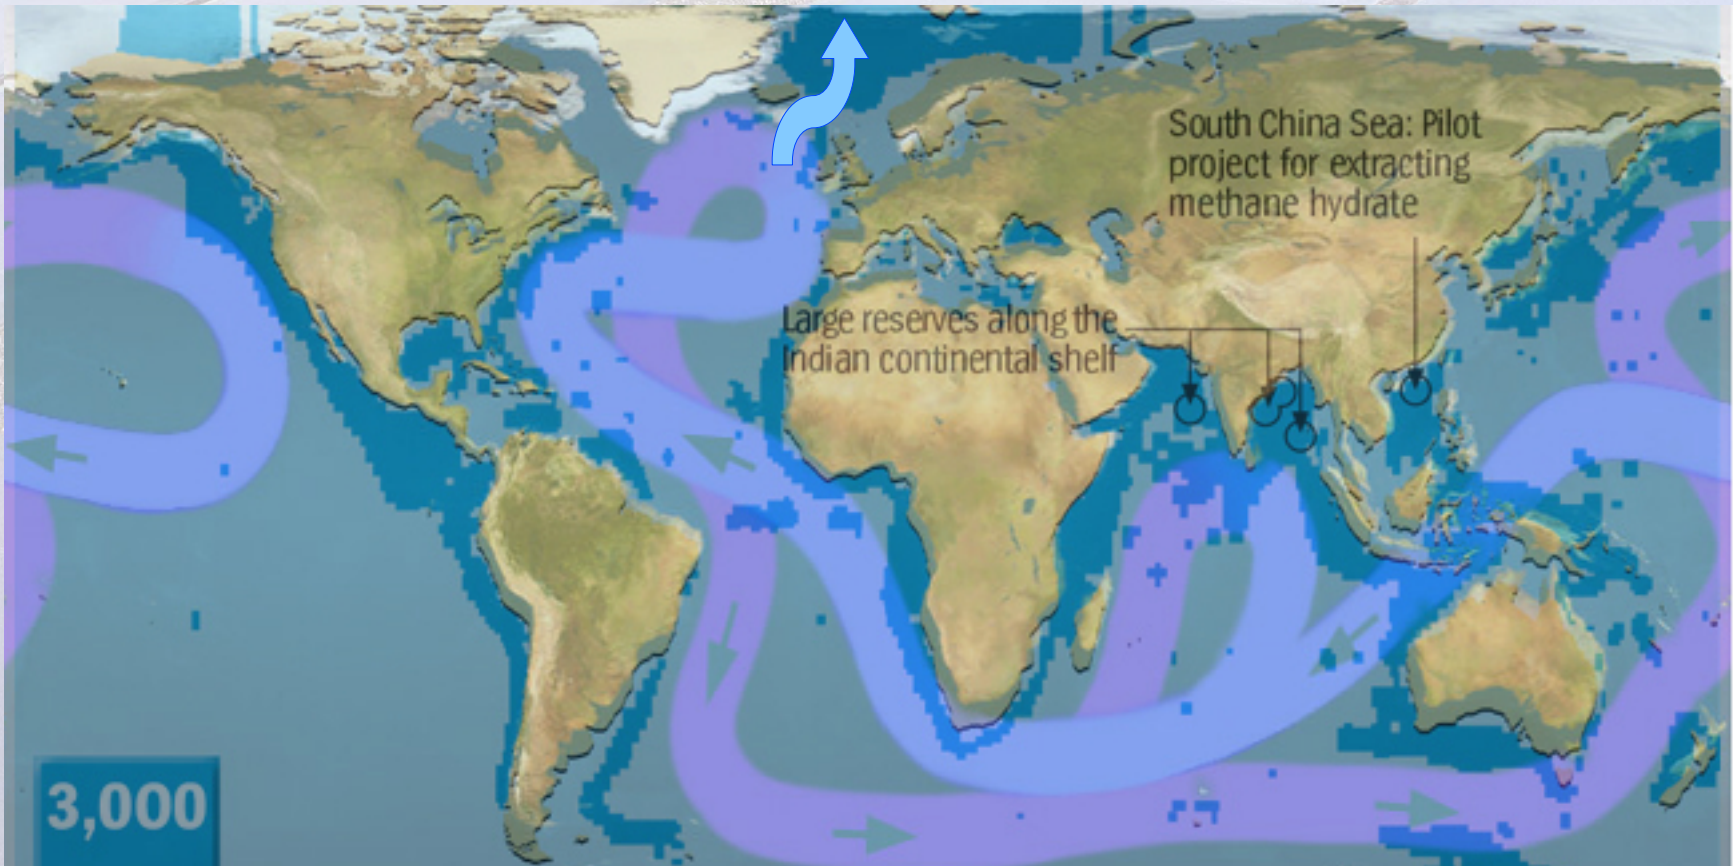 South China Sea: Pilot
project for extracting
methane hydrate
Large reserves along the
Indian continental shelf
3,000